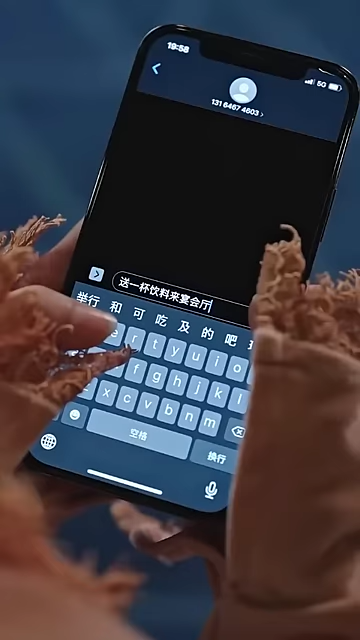 19:58
5G
131 6467 4603 >
送一杯饮料来宴会厅
举行 和 可 吃 及 的 吧
e r t y u i o
f g h j k l
x c v b n m
空格
换行